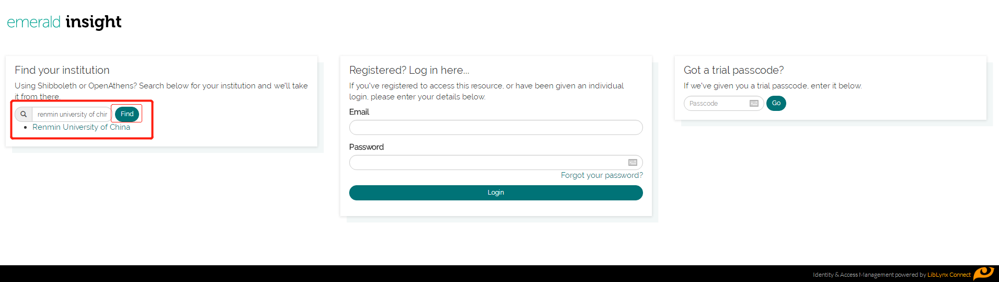 emerald insight
Find your institution
Using Shibboleth or OpenAthens? Search below for your institution and we'll take
it from there.
renmin university of chir
Find
Renmin University of China
Registered? Log in here...
If you've registered to access this resource, or have been given an individual
login, please enter your details below.
Email
Password
Forgot your password?
Login
Got a trial passcode?
If we've given you a trial passcode, enter it below.
Passcode
Go
Identity & Access Management powered by LibLynx Connect